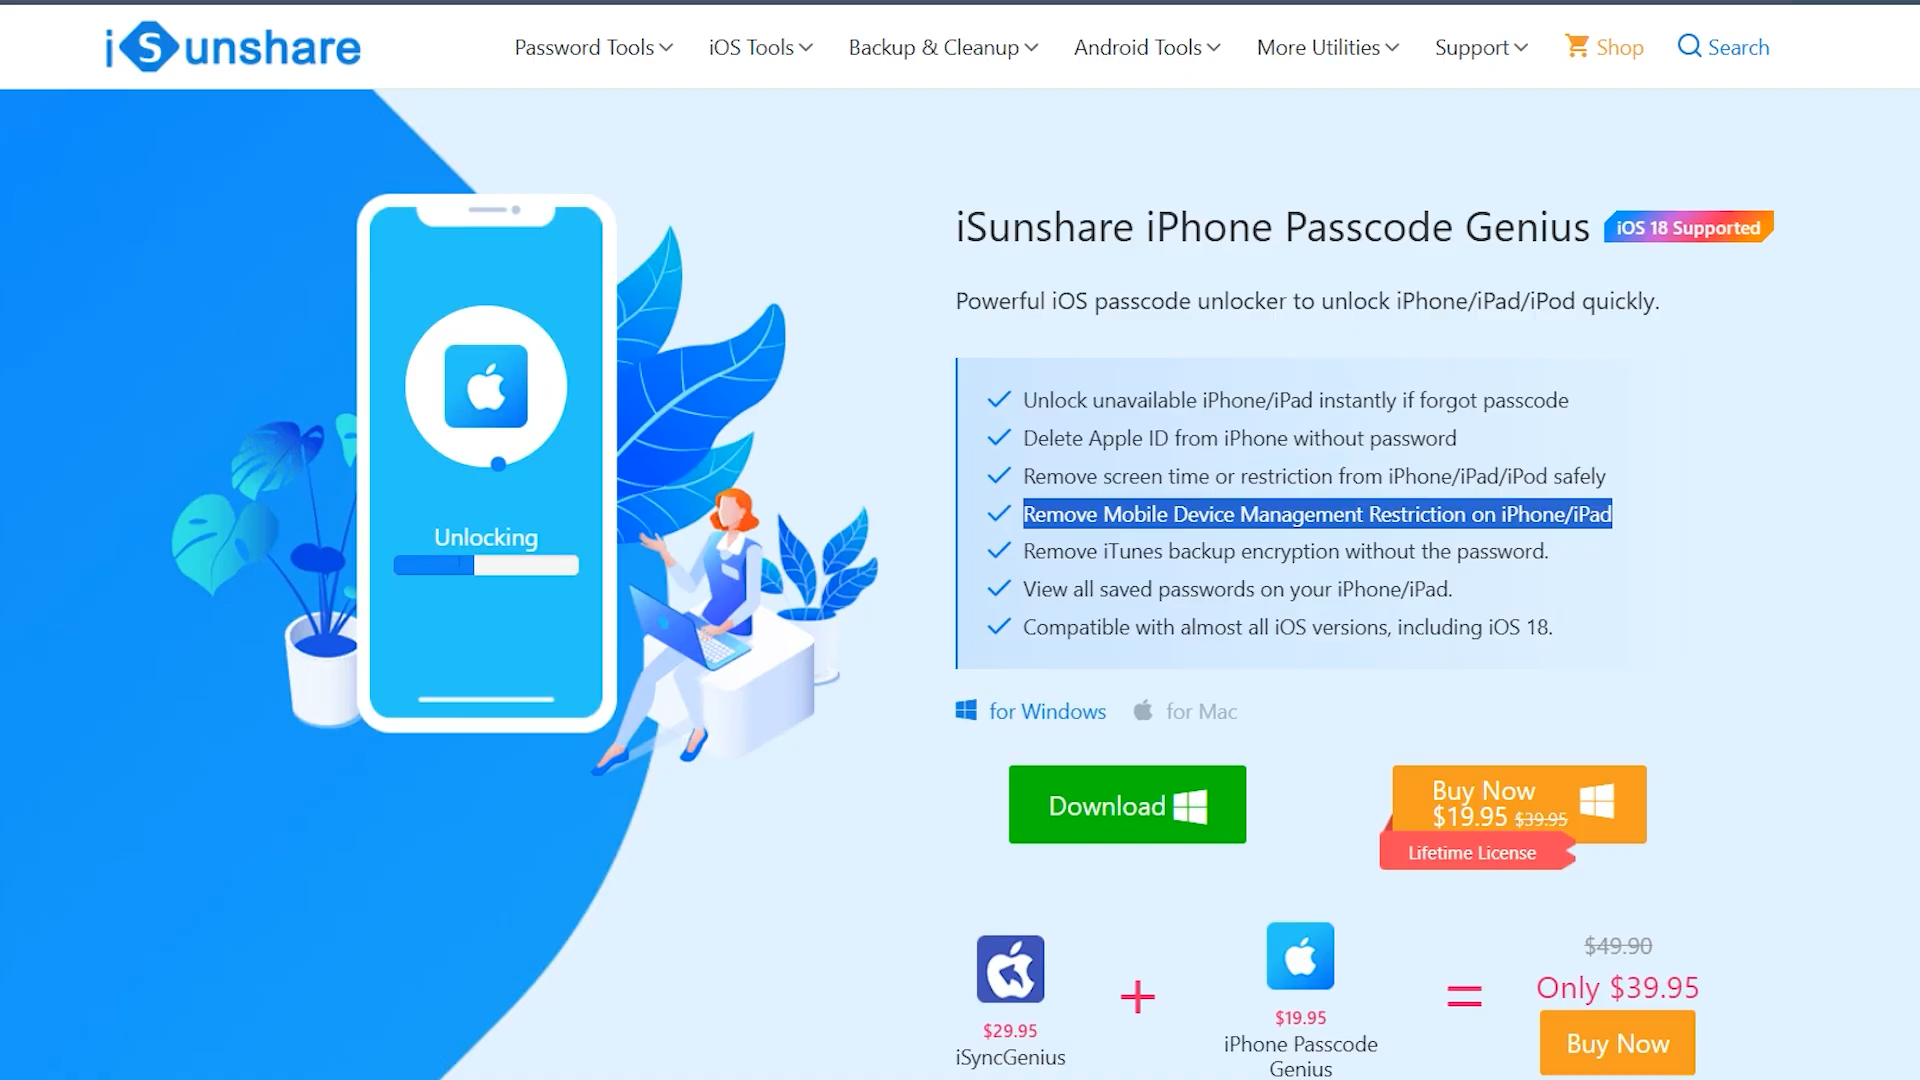 iSunshare
Password Tools
iOS Tools
Backup & Cleanup
Android Tools
More Utilities
Support
Shop
Search
iSunshare iPhone Passcode Genius
iOS 18 Supported
Powerful iOS passcode unlocker to unlock iPhone/iPad/iPod quickly.
Unlock unavailable iPhone/iPad instantly if forgot passcode
Delete Apple ID from iPhone without password
Remove screen time or restriction from iPhone/iPad/iPod safely
Remove Mobile Device Management Restriction on iPhone/iPad
Remove iTunes backup encryption without the password.
View all saved passwords on your iPhone/iPad.
Compatible with almost all iOS versions, including iOS 18.
Unlocking
for Windows
for Mac
Download
Buy Now
$19.95 $39.95
Lifetime License
$29.95
iSyncGenius
+
$19.95
iPhone Passcode
Genius
=
$49.90
Only $39.95
Buy Now